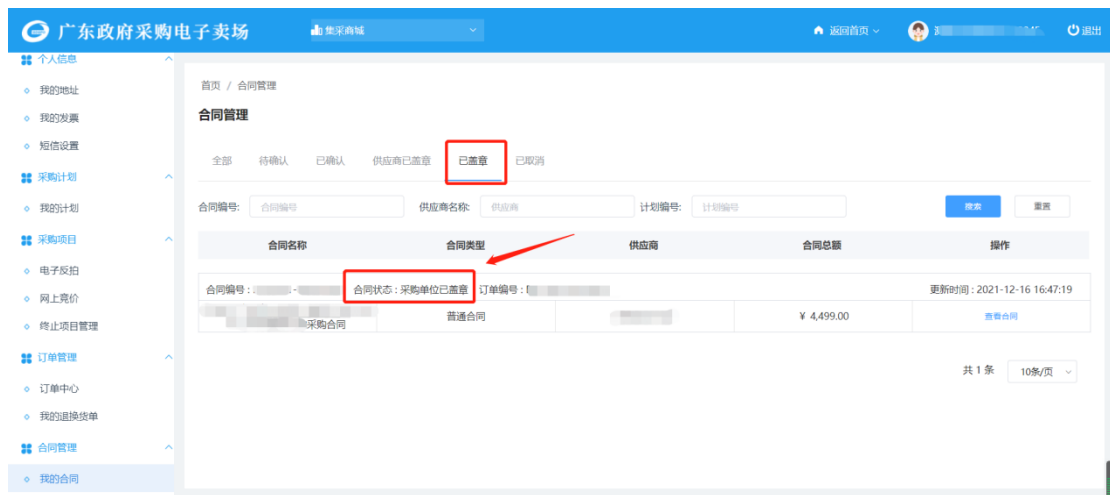 广东政府采购电子卖场
集采商城
返回首页
退出
个人信息
我的地址
我的发票
短信设置
采购计划
我的计划
采购项目
电子反拍
网上竞价
终止项目管理
订单管理
订单中心
我的退换货单
合同管理
我的合同
首页 / 合同管理
合同管理
全部 待确认 已确认 供应商已盖章 已盖章 已取消
合同编号: 合同编号 供应商名称: 供应商 计划编号: 计划编号 搜索 重置
合同名称 合同类型 供应商 合同总额 操作
合同编号: 合同状态:采购单位已盖章 订单编号: 更新时间:2021-12-16 16:47:19
采购合同 普通合同 ¥ 4,499.00 查看合同
共 1 条 10条/页